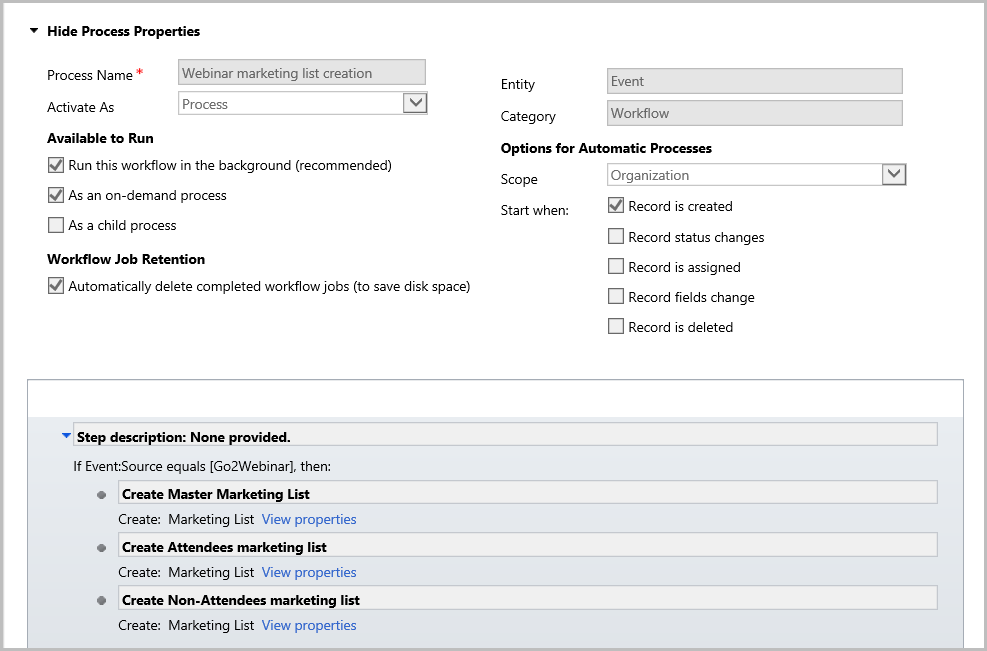 Hide Process Properties
Process Name *
Webinar marketing list creation
Activate As
Process
Available to Run
Run this workflow in the background (recommended)
As an on-demand process
As a child process
Workflow Job Retention
Automatically delete completed workflow jobs (to save disk space)
Entity
Event
Category
Workflow
Options for Automatic Processes
Scope
Organization
Start when:
Record is created
Record status changes
Record is assigned
Record fields change
Record is deleted
Step description: None provided.
If Event:Source equals [Go2Webinar], then:
Create Master Marketing List
Create: Marketing List View properties
Create Attendees marketing list
Create: Marketing List View properties
Create Non-Attendees marketing list
Create: Marketing List View properties